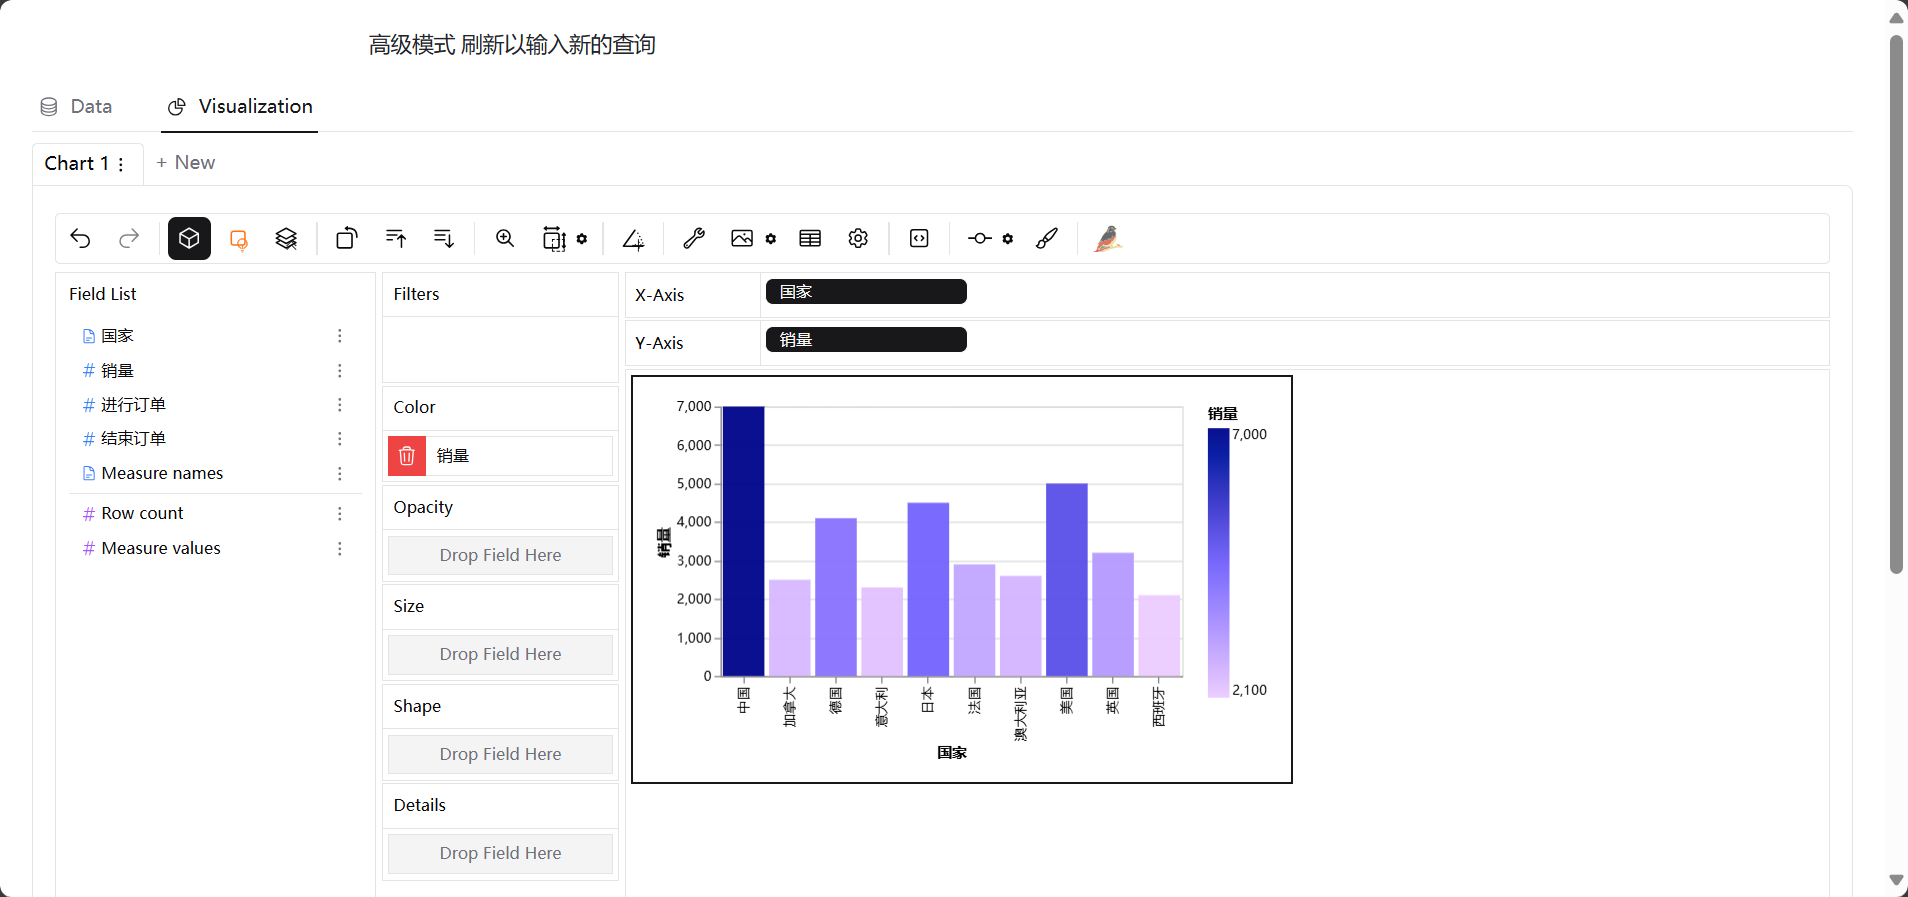 高级模式 刷新以输入新的查询
Data
Visualization
Chart 1
+ New
Field List
国家
销量
进行订单
结束订单
Measure names
Row count
Measure values
Filters
Color
销量
Opacity
Drop Field Here
Size
Drop Field Here
Shape
Drop Field Here
Details
Drop Field Here
X-Axis
国家
Y-Axis
销量
销量
7,000
6,000
5,000
4,000
3,000
2,000
1,000
0
中国
加拿大
德国
意大利
日本
法国
澳大利亚
美国
英国
西班牙
国家
销量
7,000
2,100